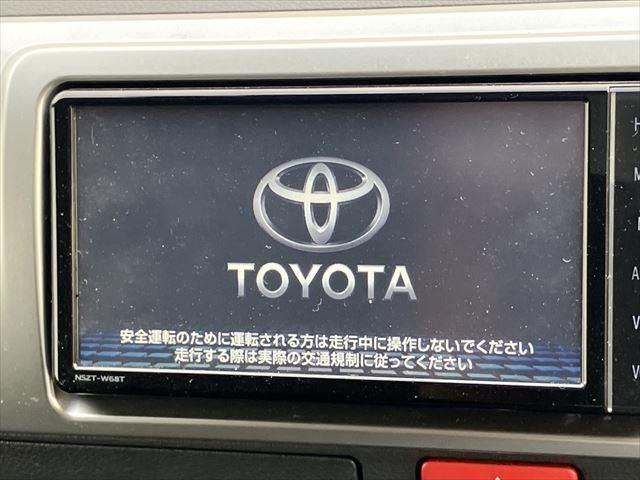 TOYOTA
安全運転のために運転される方は走行中に操作しないでください
走行する際は実際の交通規制に従ってください
NSZT-W68T
M
A
V
V